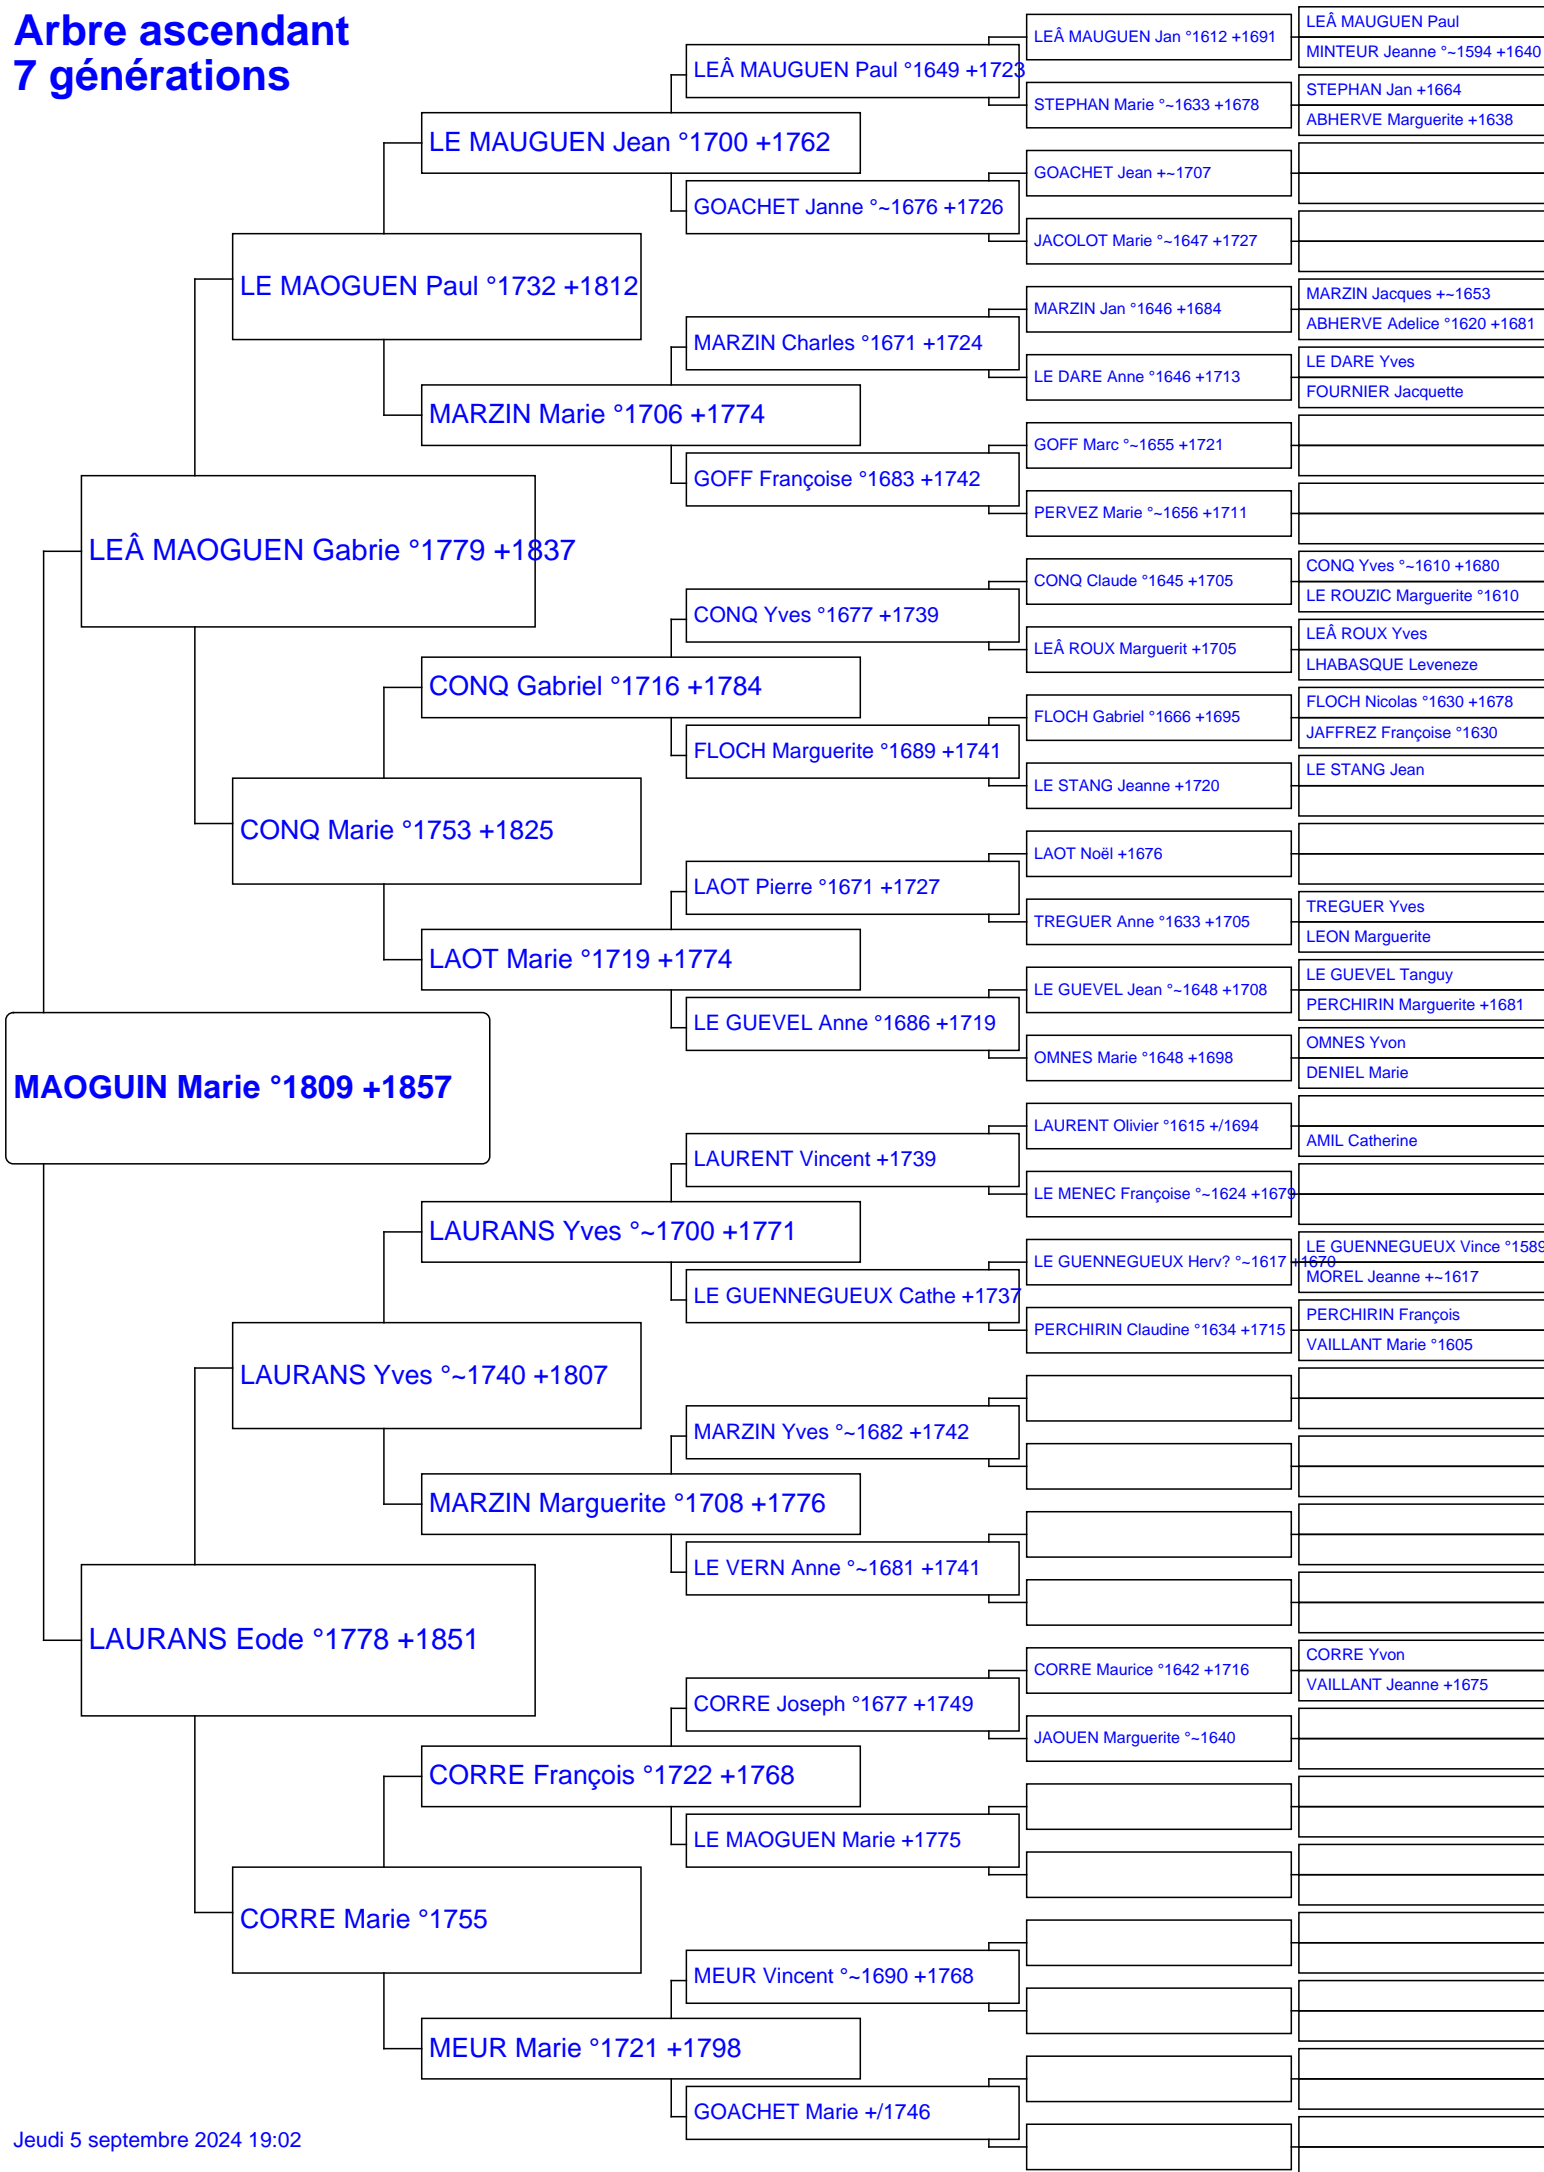 Arbre ascendant
7 générations
MAOGUIN Marie °1809 +1857
LEÂ MAOGUEN Gabrie °1779 +1837
LAURANS Eode °1778 +1851
LE MAOGUEN Paul °1732 +1812
CONQ Marie °1753 +1825
LAURANS Yves °~1740 +1807
CORRE Marie °1755
LE MAUGUEN Jean °1700 +1762
MARZIN Marie °1706 +1774
CONQ Gabriel °1716 +1784
LAOT Marie °1719 +1774
LAURANS Yves °~1700 +1771
MARZIN Marguerite °1708 +1776
CORRE François °1722 +1768
MEUR Marie °1721 +1798
LEÂ MAUGUEN Paul °1649 +1723
GOACHET Janne °~1676 +1726
MARZIN Charles °1671 +1724
GOFF Françoise °1683 +1742
CONQ Yves °1677 +1739
FLOCH Marguerite °1689 +1741
LAOT Pierre °1671 +1727
LE GUEVEL Anne °1686 +1719
LAURENT Vincent +1739
LE GUENNEGUEUX Cathe +1737
MARZIN Yves °~1682 +1742
LE VERN Anne °~1681 +1741
CORRE Joseph °1677 +1749
LE MAOGUEN Marie +1775
MEUR Vincent °~1690 +1768
GOACHET Marie +/1746
LEÂ MAUGUEN Jan °1612 +1691
STEPHAN Marie °~1633 +1678
GOACHET Jean +~1707
JACOLOT Marie °~1647 +1727
MARZIN Jan °1646 +1684
LE DARE Anne °1646 +1713
GOFF Marc °~1655 +1721
PERVEZ Marie °~1656 +1711
CONQ Claude °1645 +1705
LEÂ ROUX Marguerit +1705
FLOCH Gabriel °1666 +1695
LE STANG Jeanne +1720
LAOT Noël +1676
TREGUER Anne °1633 +1705
LE GUEVEL Jean °~1648 +1708
OMNES Marie °1648 +1698
LAURENT Olivier °1615 +/1694
LE MENEC Françoise °~1624 +1679
LE GUENNEGUEUX Herv? °~1617 +1670
PERCHIRIN Claudine °1634 +1715
CORRE Maurice °1642 +1716
JAOUEN Marguerite °~1640
LEÂ MAUGUEN Paul
MINTEUR Jeanne °~1594 +1640
STEPHAN Jan +1664
ABHERVE Marguerite +1638
MARZIN Jacques +~1653
ABHERVE Adelice °1620 +1681
LE DARE Yves
FOURNIER Jacquette
CONQ Yves °~1610 +1680
LE ROUZIC Marguerite °1610
LEÂ ROUX Yves
LHABASQUE Leveneze
FLOCH Nicolas °1630 +1678
JAFFREZ Françoise °1630
LE STANG Jean
TREGUER Yves
LEON Marguerite
LE GUEVEL Tanguy
PERCHIRIN Marguerite +1681
OMNES Yvon
DENIEL Marie
AMIL Catherine
LE GUENNEGUEUX Vince °1589
MOREL Jeanne +~1617
PERCHIRIN François
VAILLANT Marie °1605
CORRE Yvon
VAILLANT Jeanne +1675
Jeudi 5 septembre 2024 19:02